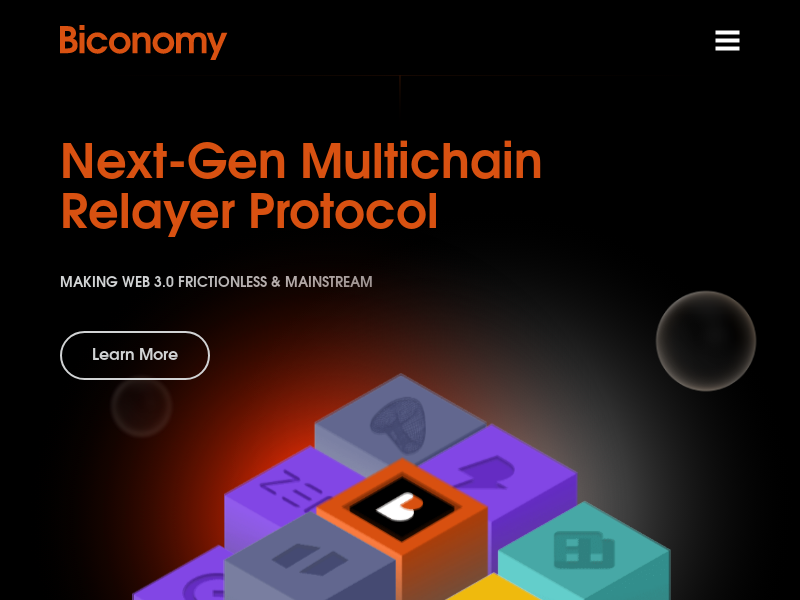 Biconomy
Next-Gen Multichain
Relayer Protocol
MAKING WEB 3.0 FRICTIONLESS & MAINSTREAM
Learn More